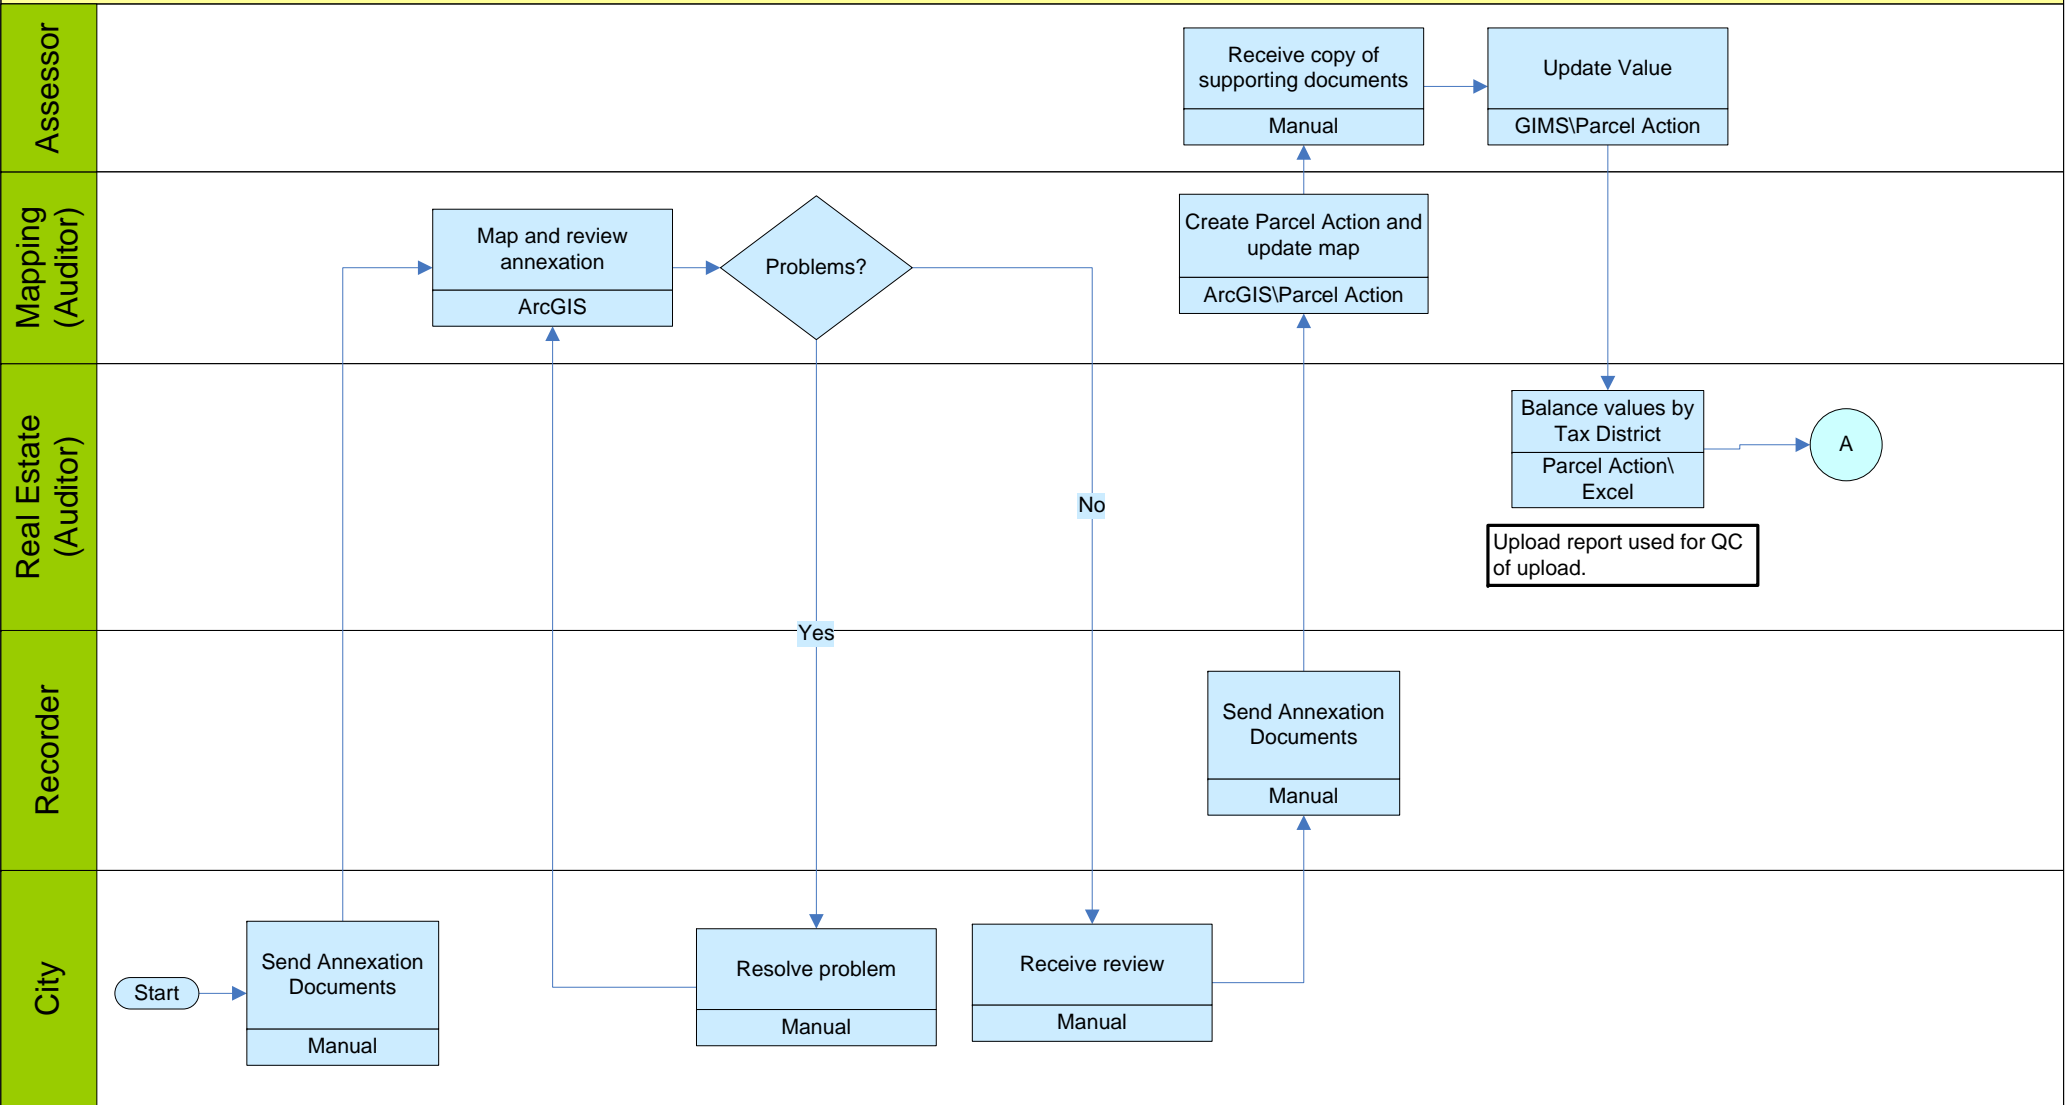 Assessor
Receive copy of
supporting documents
Manual
Update Value
GIMS\Parcel Action
Mapping
(Auditor)
Map and review
annexation
ArcGIS
Problems?
Create Parcel Action and
update map
ArcGIS\Parcel Action
Real Estate
(Auditor)
No
Balance values by
Tax District
Parcel Action\
Excel
A
Upload report used for QC
of upload.
Yes
Recorder
Send Annexation
Documents
Manual
City
Start
Send Annexation
Documents
Manual
Resolve problem
Manual
Receive review
Manual